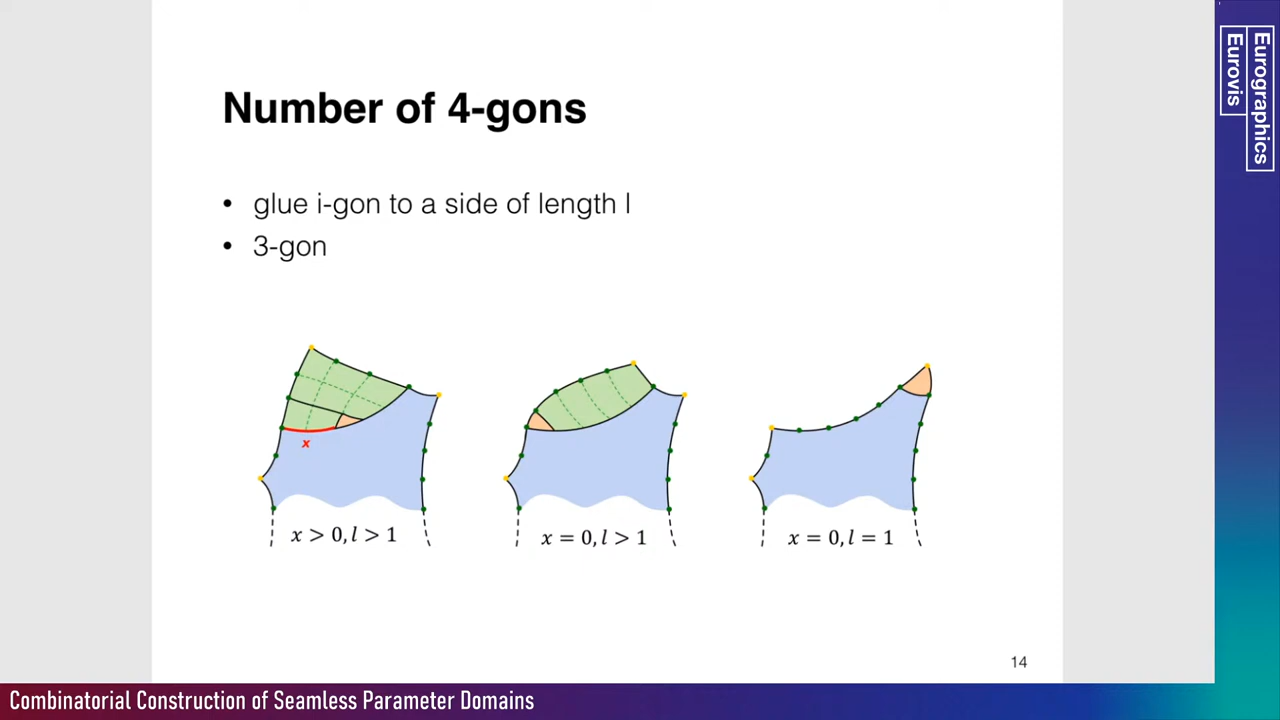 Number of 4-gons
• glue i-gon to a side of length l
• 3-gon
x
x > 0, l > 1
x = 0, l > 1
x = 0, l = 1
14
Combinatorial Construction of Seamless Parameter Domains
Eurographics
Eurovis